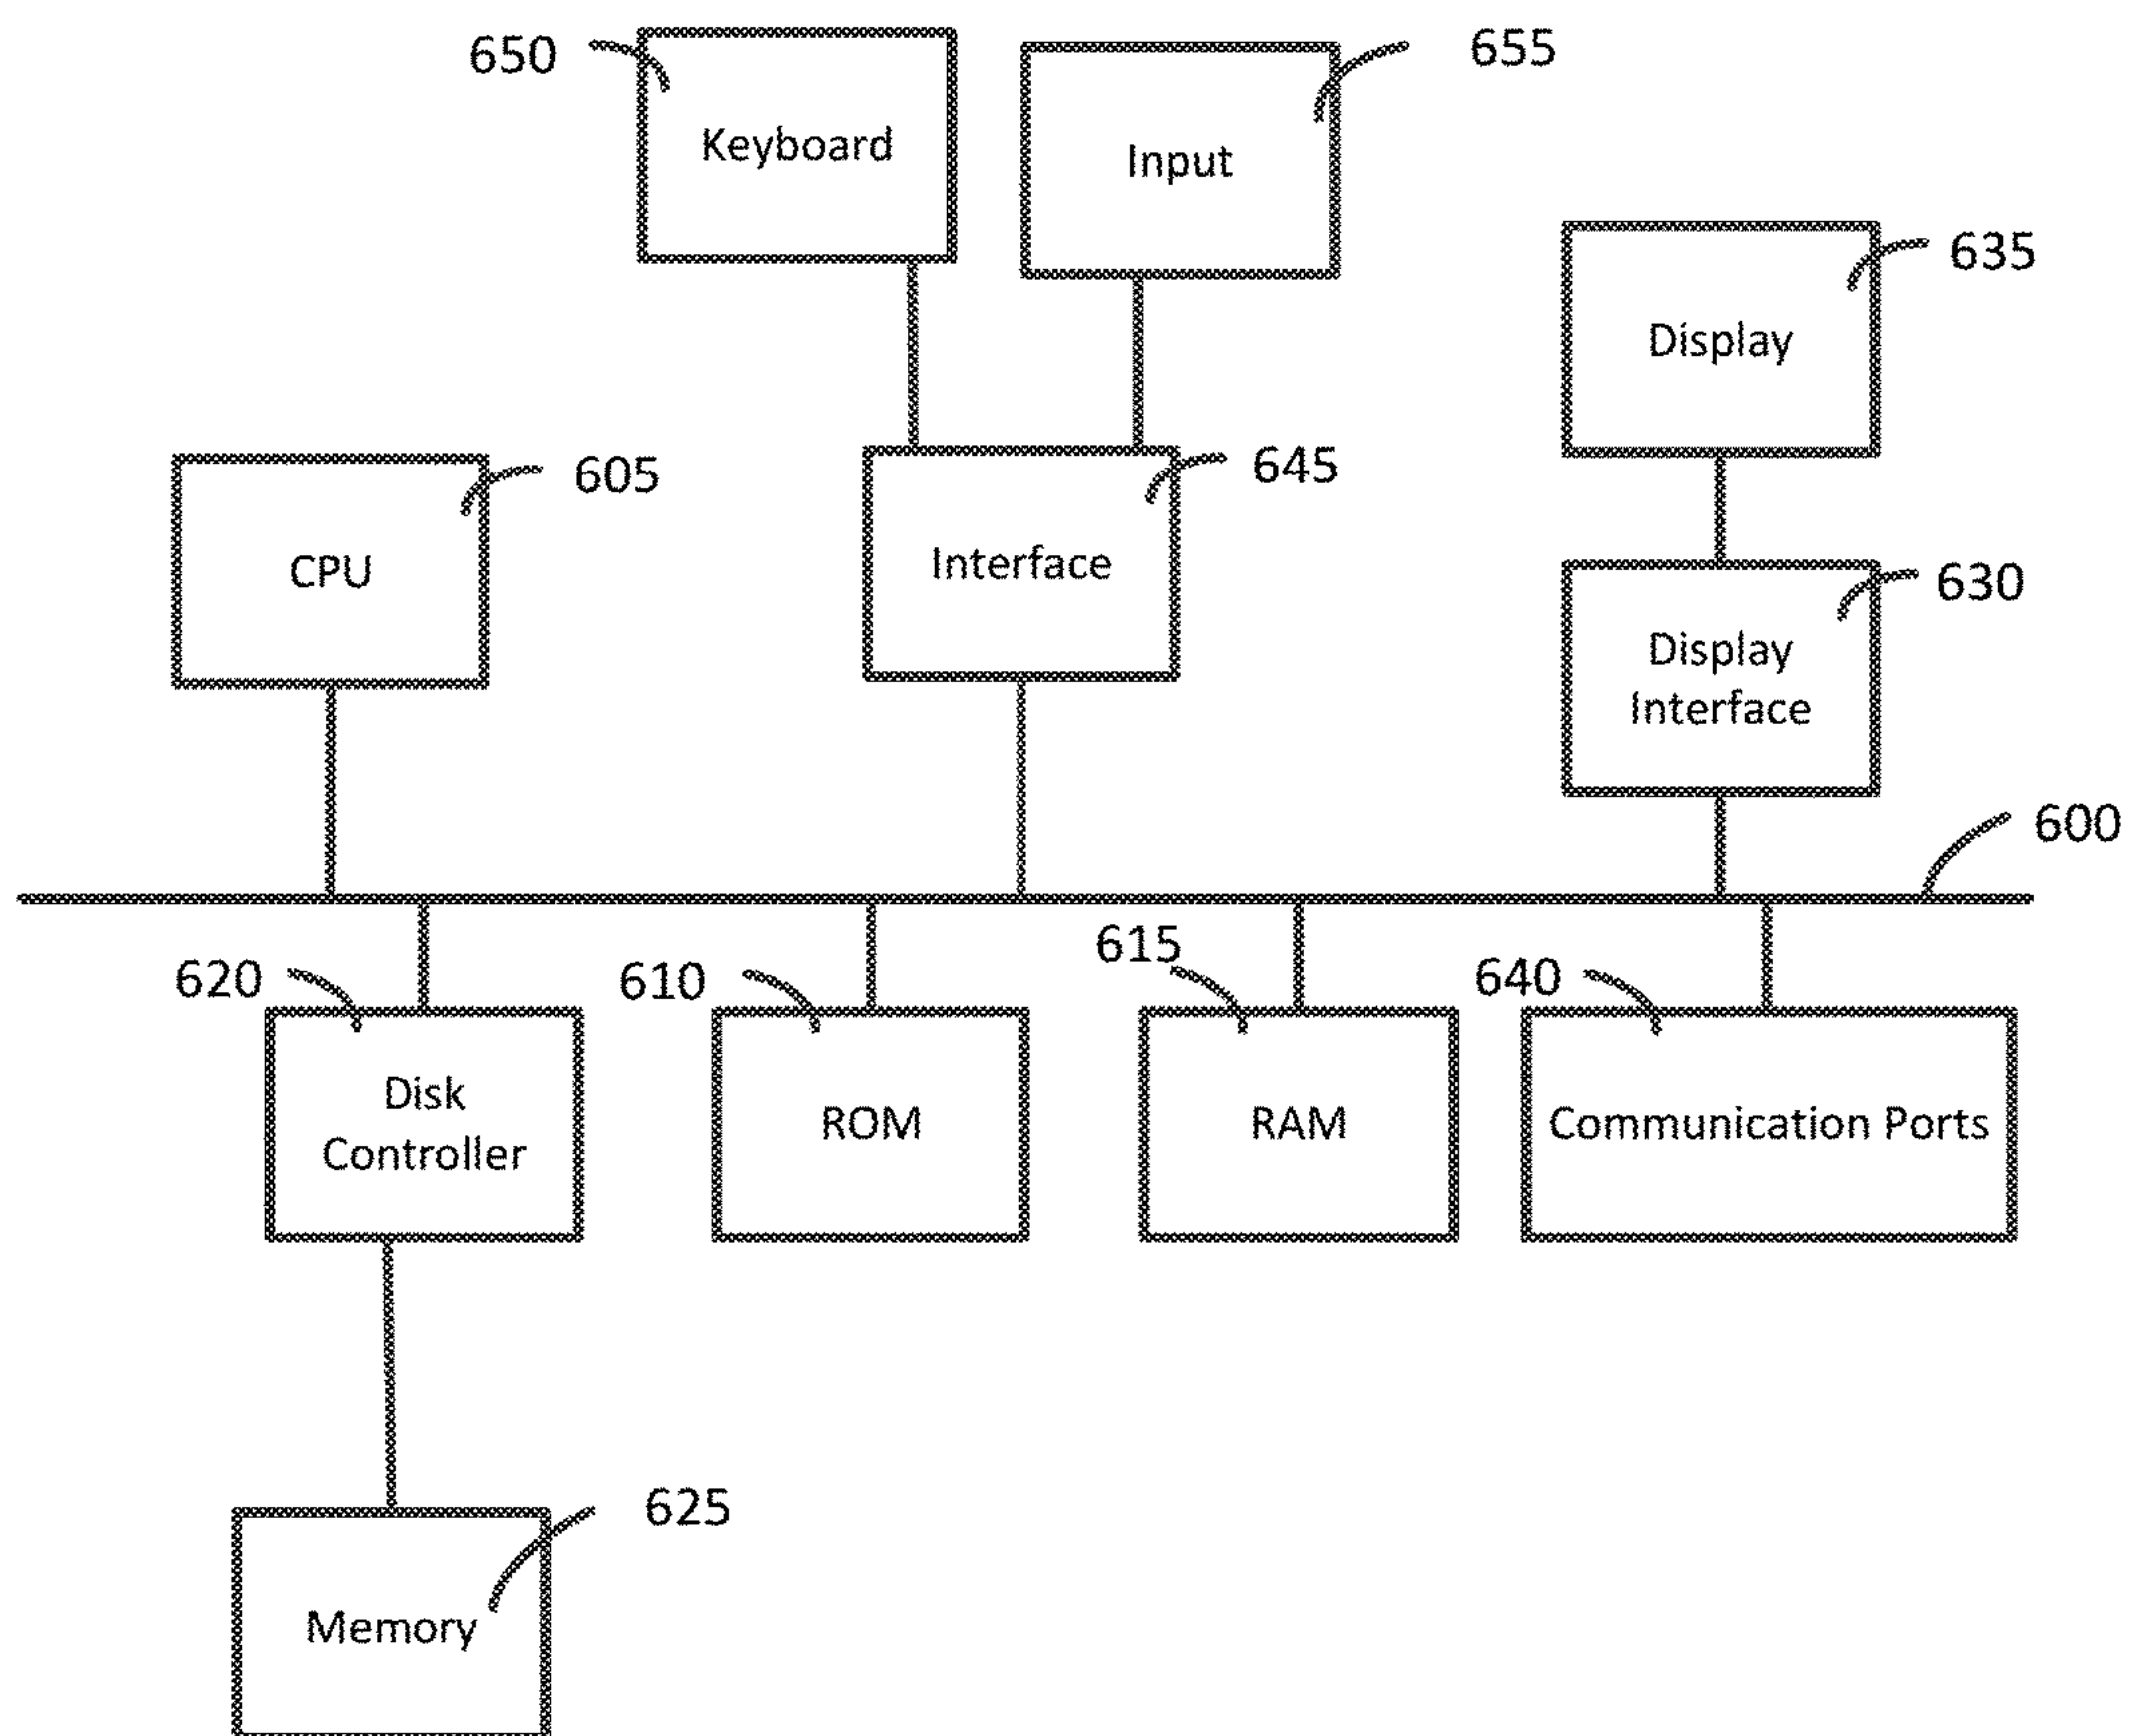 650
Keyboard
Input
655
Display
635
CPU
605
Interface
645
Display
Interface
630
600
620
Disk
Controller
610
ROM
615
RAM
640
Communication Ports
Memory
625